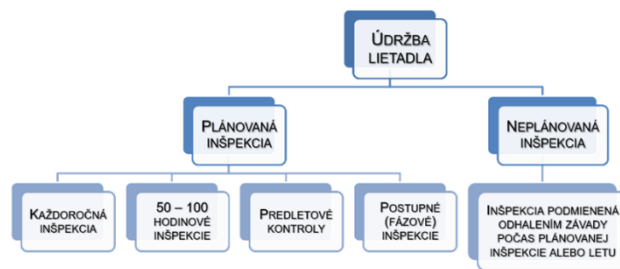 ÚDRŽBA
LIETADLA
PLÁNOVANÁ
INŠPEKCIA
NEPLÁNOVANÁ
INŠPEKCIA
KAŽDOROČNÁ
INŠPEKCIA
50 – 100
HODINOVÉ
INŠPEKCIE
PREDLETOVÉ
KONTROLY
POSTUPNÉ
(FÁZOVÉ)
INŠPEKCIE
INŠPEKCIA PODMIENENÁ
ODHALENÍM ZÁVADY
POČAS PLÁNOVANEJ
INŠPEKCIE ALEBO LETU